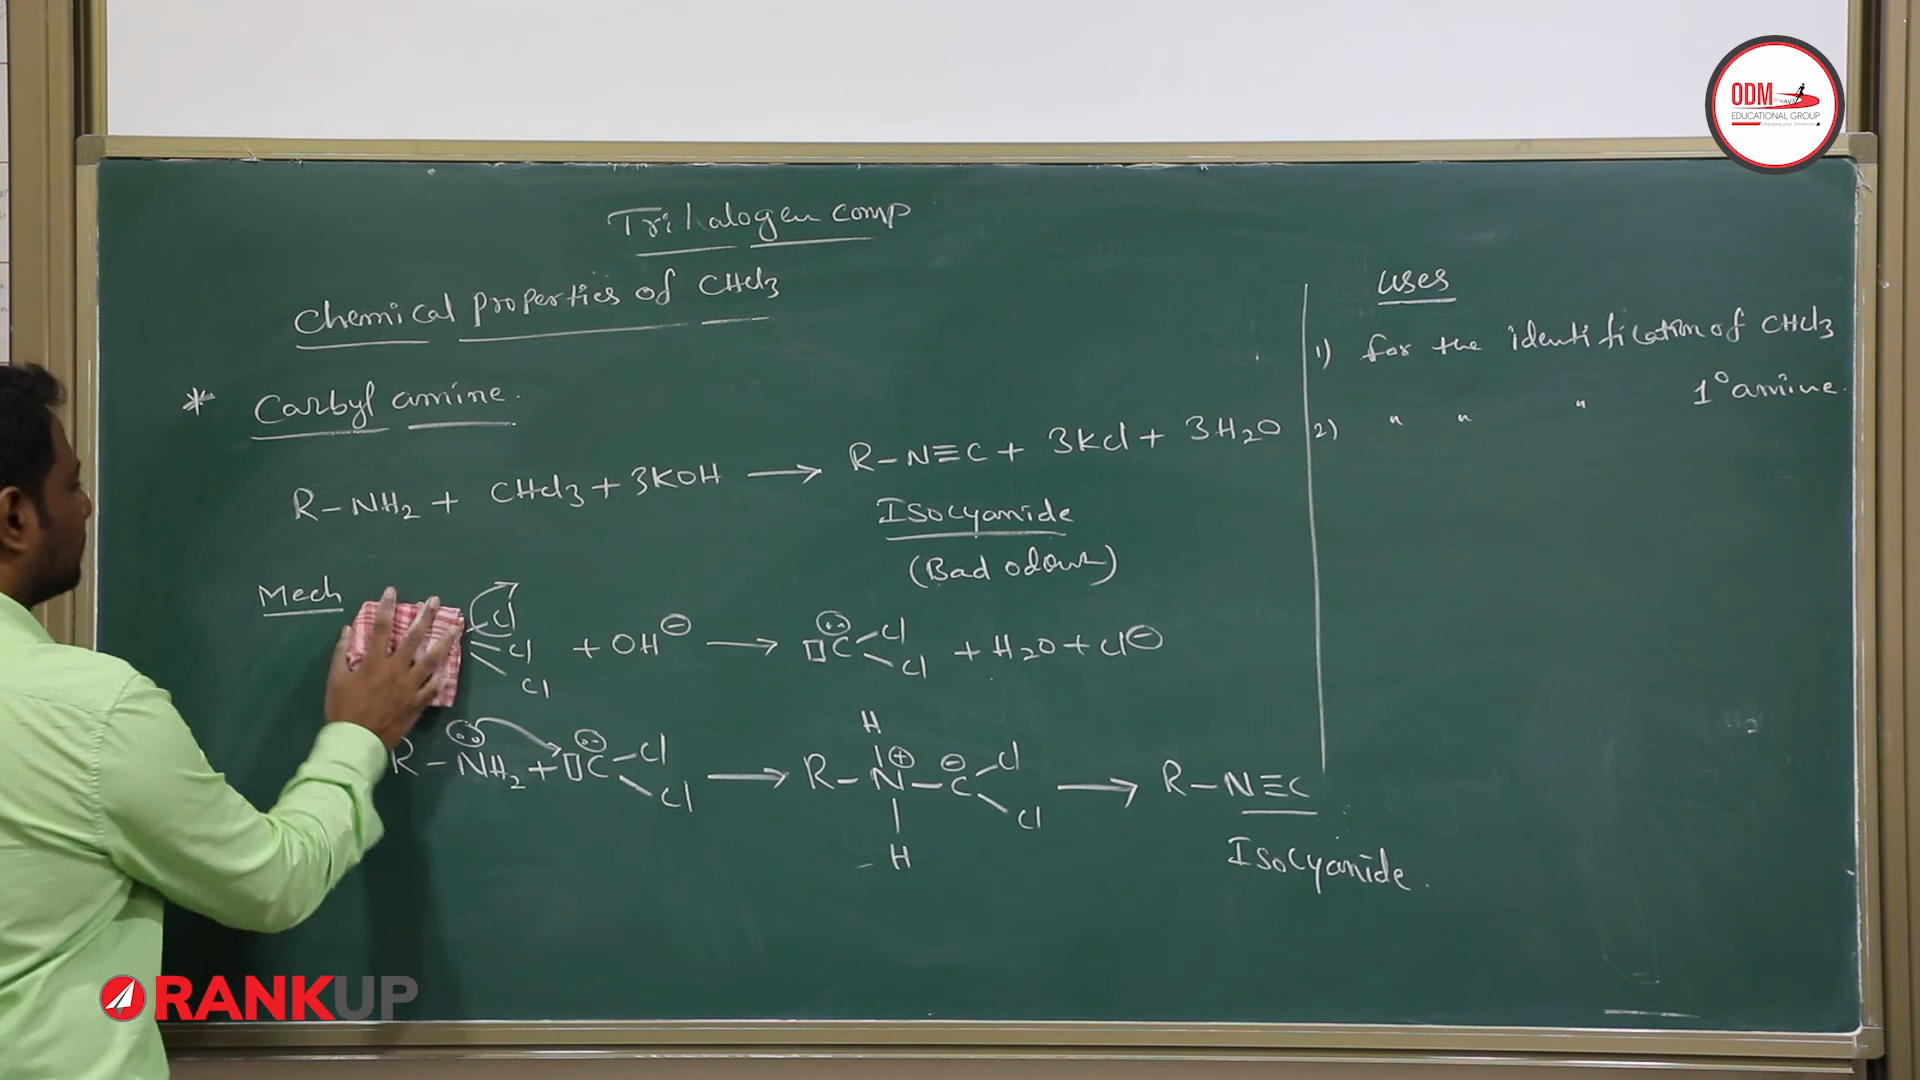 ODM
EDUCATIONAL GROUP
Trihalogen comp
Chemical properties of CHCl3
* Carbyl amine.
R-NH2 + CHCl3 + 3KOH ⟶ R-N≡C + 3KCl + 3H2O
Isocyanide
(Bad odour)
Mech
Cl
Cl + OH⊖ ⟶ :C Cl + H2O + Cl⊖
Cl Cl
R-NH2 + :C Cl ⟶ R-N⊕-C⊖ Cl ⟶ R-N≡C
Cl H Cl
H
Isocyanide.
Uses
1) for the identification of CHCl3
2) " " " 1° amine.
RANKUP